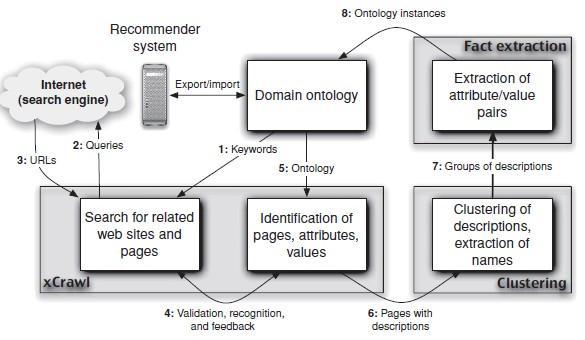 8: Ontology instances
Recommender
system
Fact extraction
Internet
(search engine)
Export/import
Domain ontology
Extraction of
attribute/value
pairs
2: Queries
1: Keywords
3: URLs
5: Ontology
7: Groups of descriptions
Search for related
web sites and
pages
Identification of
pages, attributes,
values
Clustering of
descriptions,
extraction of
names
xCrawl
Clustering
4: Validation, recognition,
and feedback
6: Pages with
descriptions